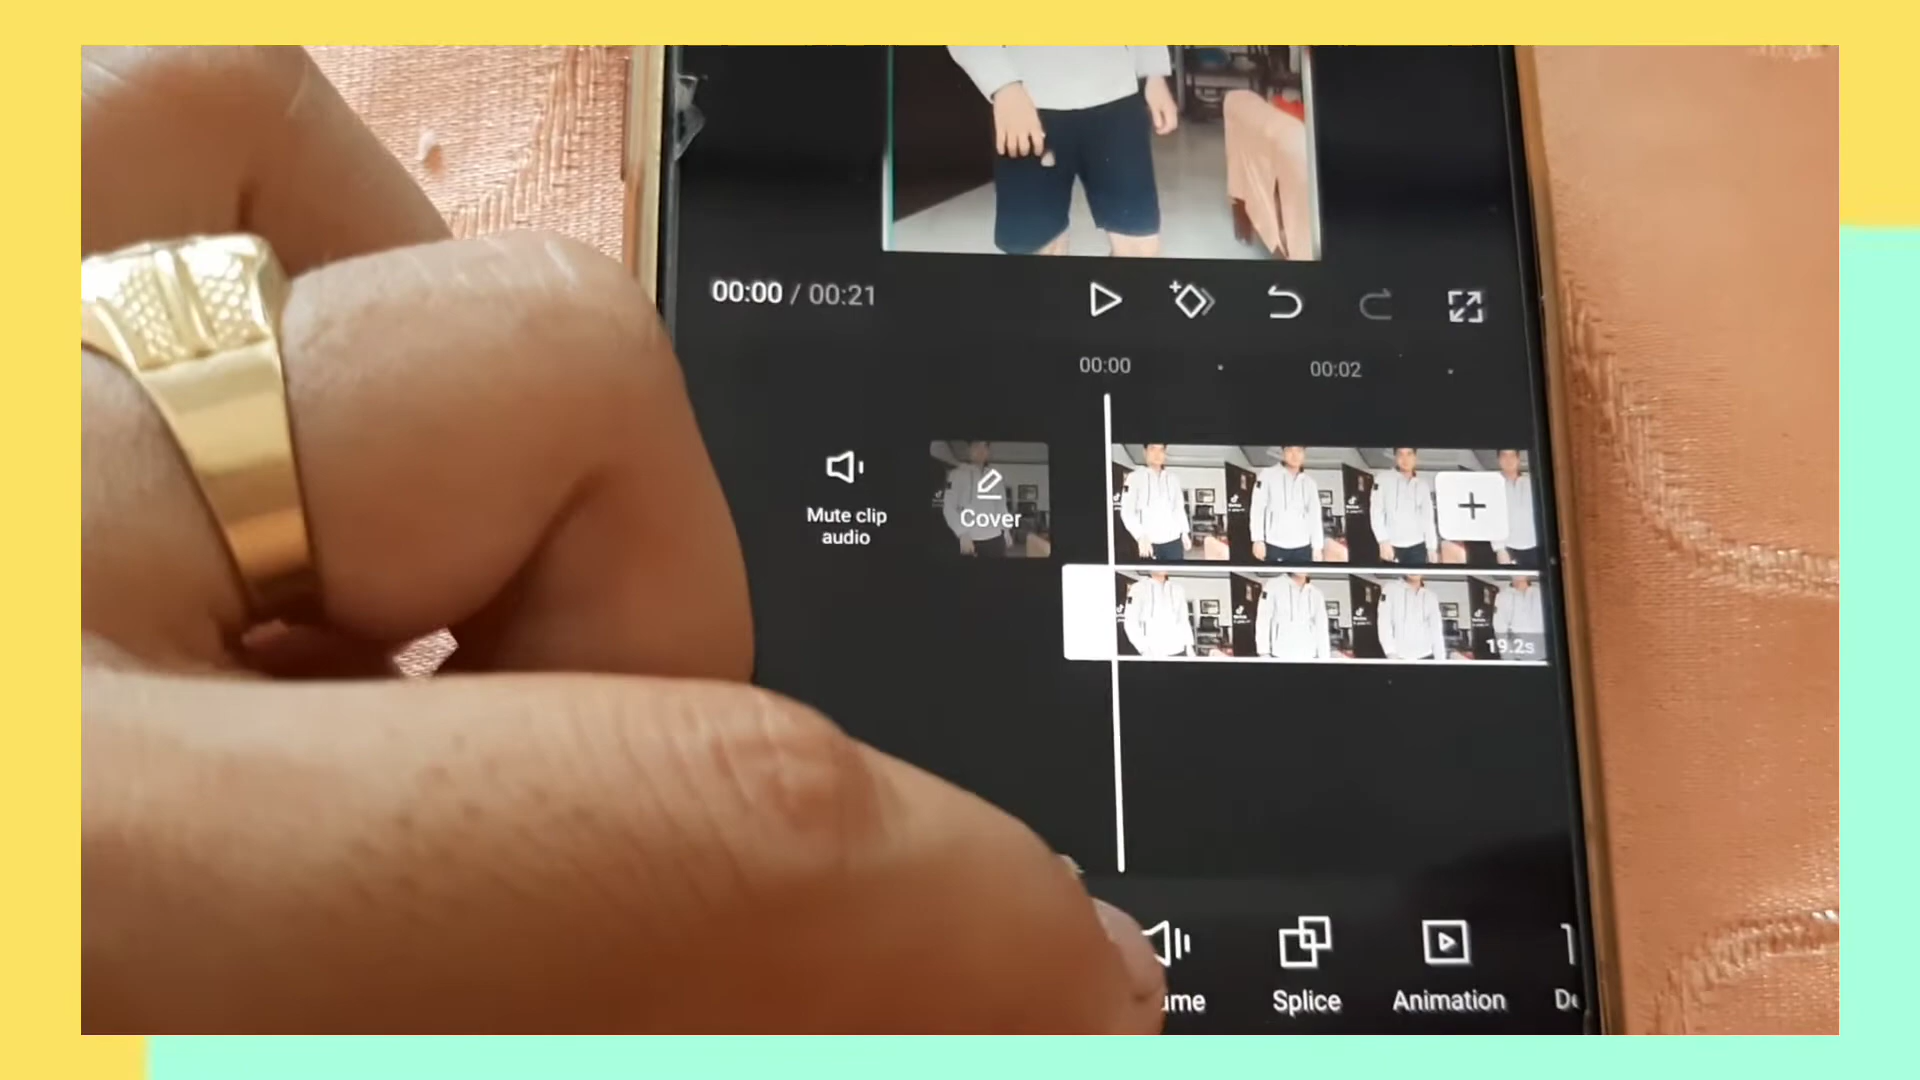 00:00 / 00:21
00:00
00:02
Mute clip
audio
Cover
19.2s
Splice
Animation